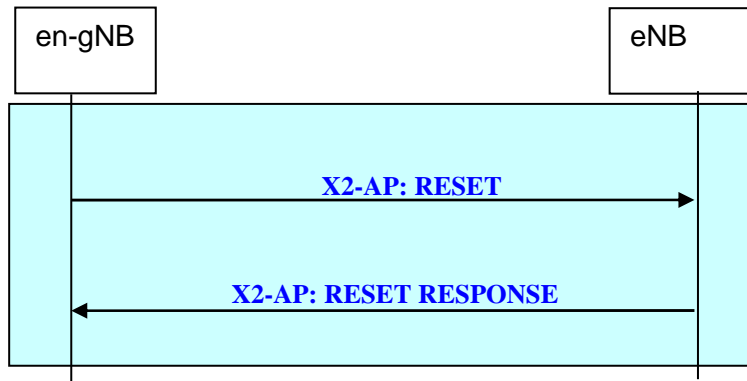 en-gNB
eNB
X2-AP: RESET
X2-AP: RESET RESPONSE